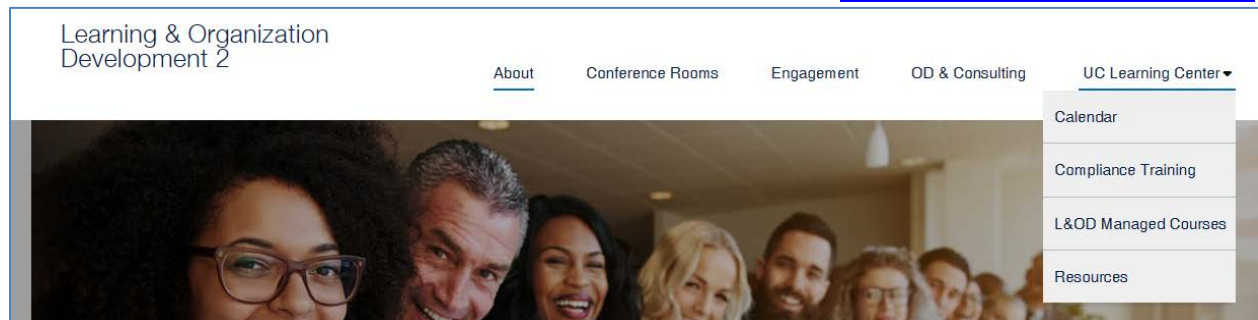 Learning & Organization
Development 2
About Conference Rooms Engagement OD & Consulting UC Learning Center
Calendar
Compliance Training
L&OD Managed Courses
Resources